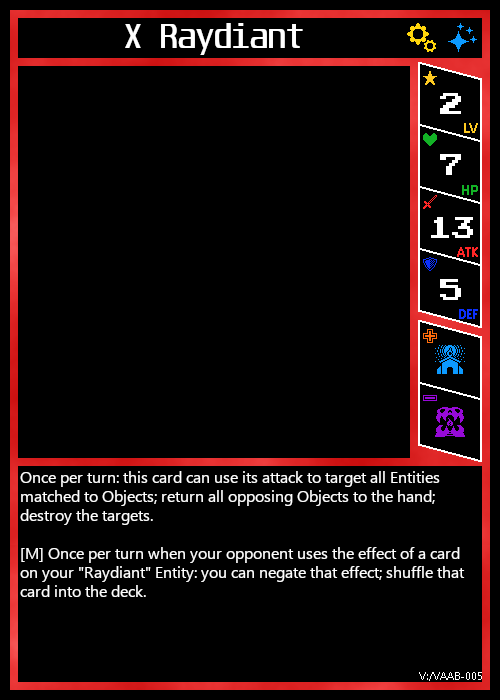 X Raydiant
2
LV
7
HP
13
ATK
5
DEF
Once per turn: this card can use its attack to target all Entities
matched to Objects; return all opposing Objects to the hand;
destroy the targets.
[M] Once per turn when your opponent uses the effect of a card
on your "Raydiant" Entity: you can negate that effect; shuffle that
card into the deck.
V:/VAAB-005